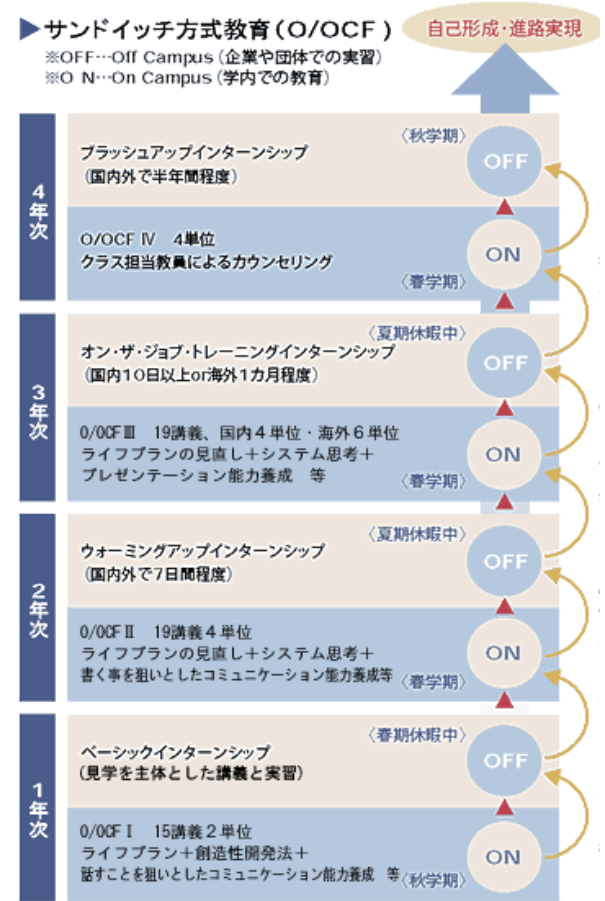 ▶サンドイッチ方式教育(O/OCF)
※OFF…Off Campus(企業や団体での実習)
※O N…On Campus(学内での教育)
自己形成・進路実現
4年次
〈秋学期〉
ブラッシュアップインターンシップ
(国内外で半年間程度)
OFF
O/OCF Ⅳ 4単位
クラス担当教員によるカウンセリング
ON
〈春学期〉
3年次
〈夏期休暇中〉
オン・ザ・ジョブ・トレーニングインターンシップ
(国内10日以上or海外1カ月程度)
OFF
O/OCFⅢ 19講義、国内4単位・海外6単位
ライフプランの見直し+システム思考+
プレゼンテーション能力養成 等
ON
〈春学期〉
2年次
〈夏期休暇中〉
ウォーミングアップインターンシップ
(国内外で7日間程度)
OFF
O/OCFⅡ 19講義4単位
ライフプランの見直し+システム思考+
書く事を狙いとしたコミュニケーション能力養成等
ON
〈春学期〉
1年次
〈春期休暇中〉
ベーシックインターンシップ
(見学を主体とした講義と実習)
OFF
O/OCFⅠ 15講義2単位
ライフプラン+創造性開発法+
話すことを狙いとしたコミュニケーション能力養成 等
ON
〈秋学期〉